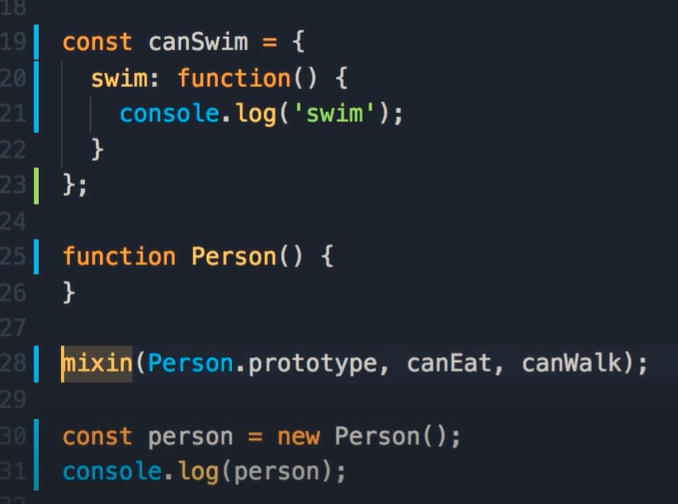 18
19 const canSwim = {
20 swim: function() {
21 console.log('swim');
22 }
23 };
24
25 function Person() {
26 }
27
28 mixin(Person.prototype, canEat, canWalk);
29
30 const person = new Person();
31 console.log(person);